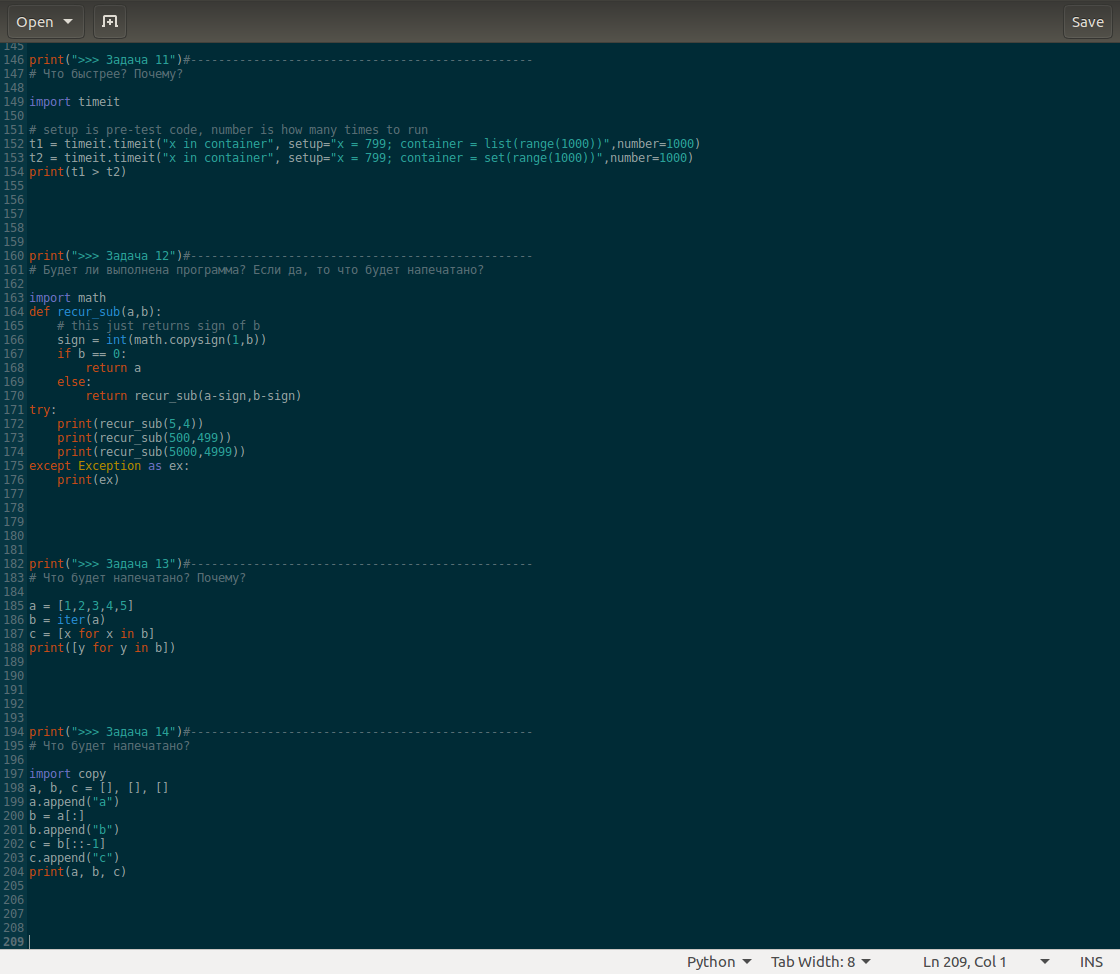 Open
Save
145
146 print(">>> Задача 11")#-------------------------------------------------
147 # Что быстрее? Почему?
148
149 import timeit
150
151 # setup is pre-test code, number is how many times to run
152 t1 = timeit.timeit("x in container", setup="x = 799; container = list(range(1000))",number=1000)
153 t2 = timeit.timeit("x in container", setup="x = 799; container = set(range(1000))",number=1000)
154 print(t1 > t2)
155
156
157
158
159
160 print(">>> Задача 12")#-------------------------------------------------
161 # Будет ли выполнена программа? Если да, то что будет напечатано?
162
163 import math
164 def recur_sub(a,b):
165     # this just returns sign of b
166     sign = int(math.copysign(1,b))
167     if b == 0:
168         return a
169     else:
170         return recur_sub(a-sign,b-sign)
171 try:
172     print(recur_sub(5,4))
173     print(recur_sub(500,499))
174     print(recur_sub(5000,4999))
175 except Exception as ex:
176     print(ex)
177
178
179
180
181
182 print(">>> Задача 13")#-------------------------------------------------
183 # Что будет напечатано? Почему?
184
185 a = [1,2,3,4,5]
186 b = iter(a)
187 c = [x for x in b]
188 print([y for y in b])
189
190
191
192
193
194 print(">>> Задача 14")#-------------------------------------------------
195 # Что будет напечатано?
196
197 import copy
198 a, b, c = [], [], []
199 a.append("a")
200 b = a[:]
201 b.append("b")
202 c = b[::-1]
203 c.append("c")
204 print(a, b, c)
205
206
207
208
209
Python Tab Width: 8 Ln 209, Col 1 INS